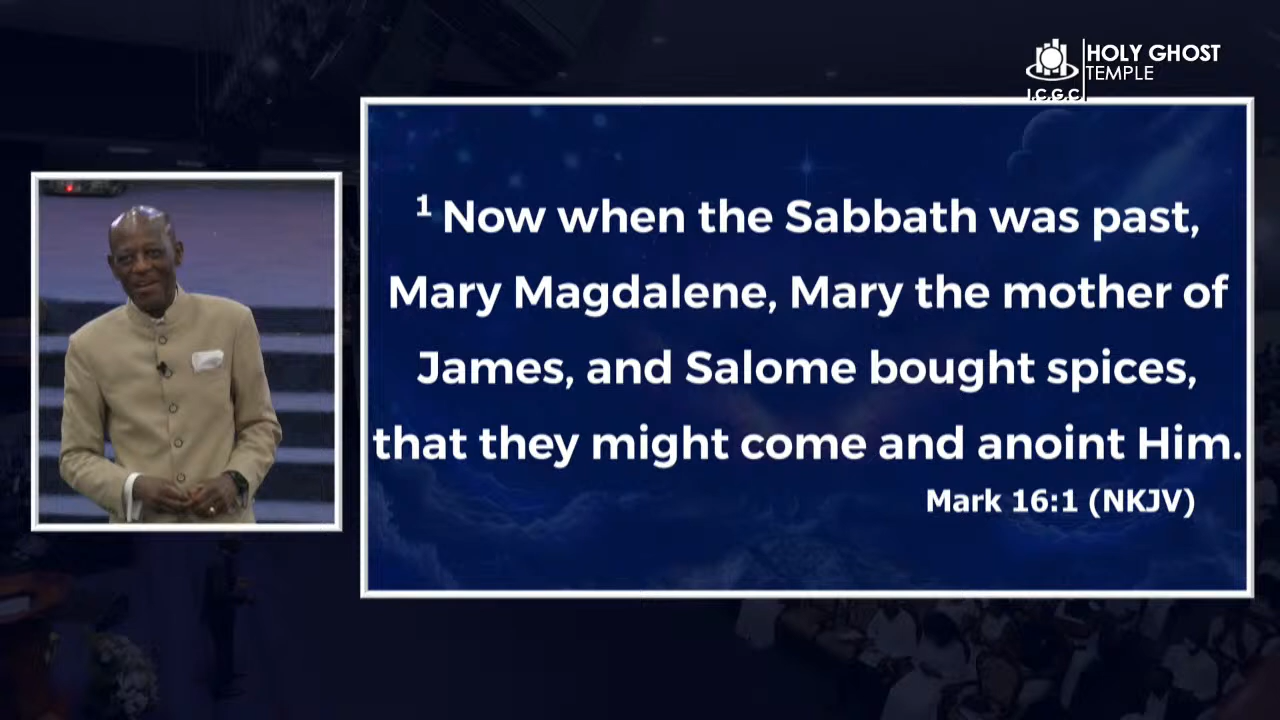 HOLY GHOST
TEMPLE
I.C.G.C
1 Now when the Sabbath was past,
Mary Magdalene, Mary the mother of
James, and Salome bought spices,
that they might come and anoint Him.
Mark 16:1 (NKJV)